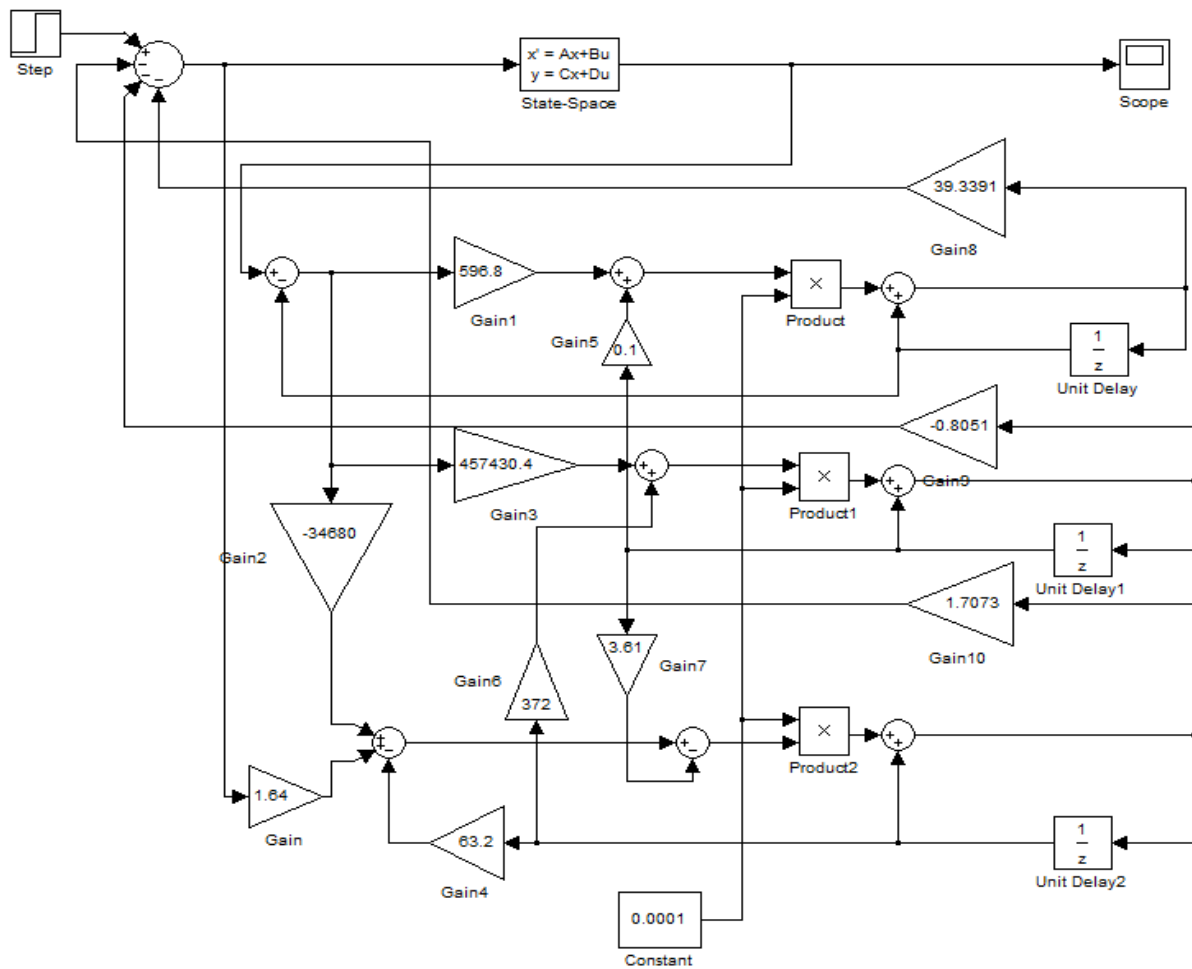 Step
x' = Ax+Bu
y = Cx+Du
State-Space
Scope
39.3391
Gain8
596.8
Gain1
Gain5
0.1
×
Product
1
z
Unit Delay
-0.8051
Gain9
457430.4
Gain3
×
Product1
-34680
Gain2
1
z
Unit Delay1
1.7073
Gain10
3.61
Gain7
Gain6
372
×
Product2
1.64
Gain
63.2
Gain4
1
z
Unit Delay2
0.0001
Constant